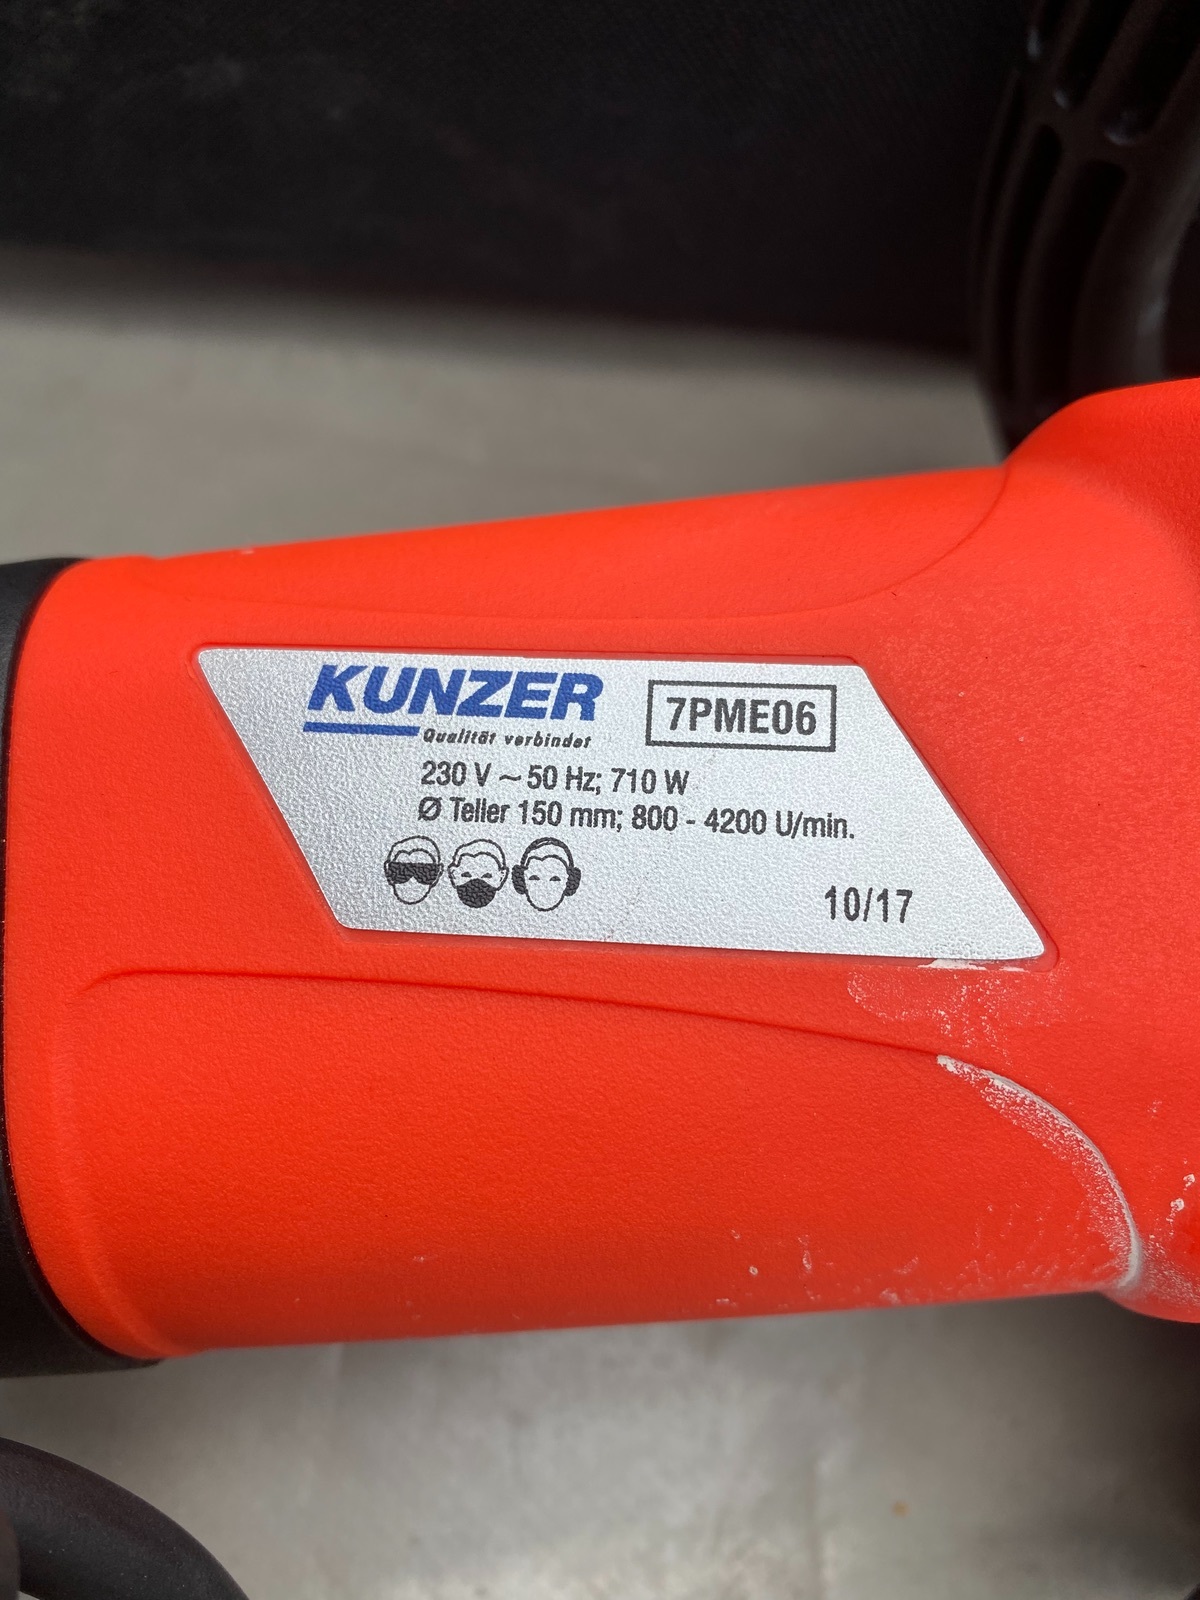 KUNZER
Qualität verbindet
7PME06
230 V ~ 50 Hz; 710 W
Ø Teller 150 mm; 800 - 4200 U/min.
10/17